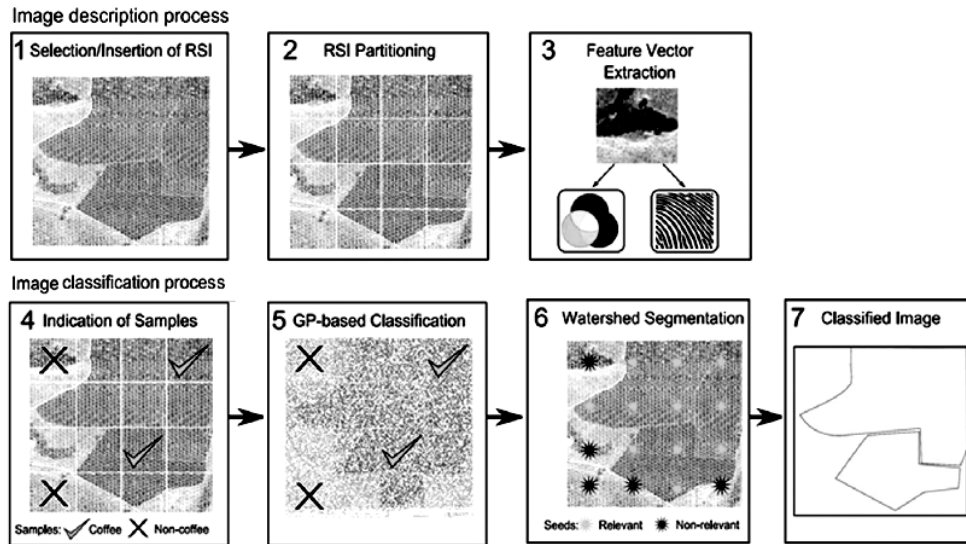 Image description process
1 Selection/Insertion of RSI
2 RSI Partitioning
3 Feature Vector
Extraction
Image classification process
4 Indication of Samples
Samples: Coffee Non-coffee
5 GP-based Classification
6 Watershed Segmentation
Seeds: Relevant Non-relevant
7 Classified Image